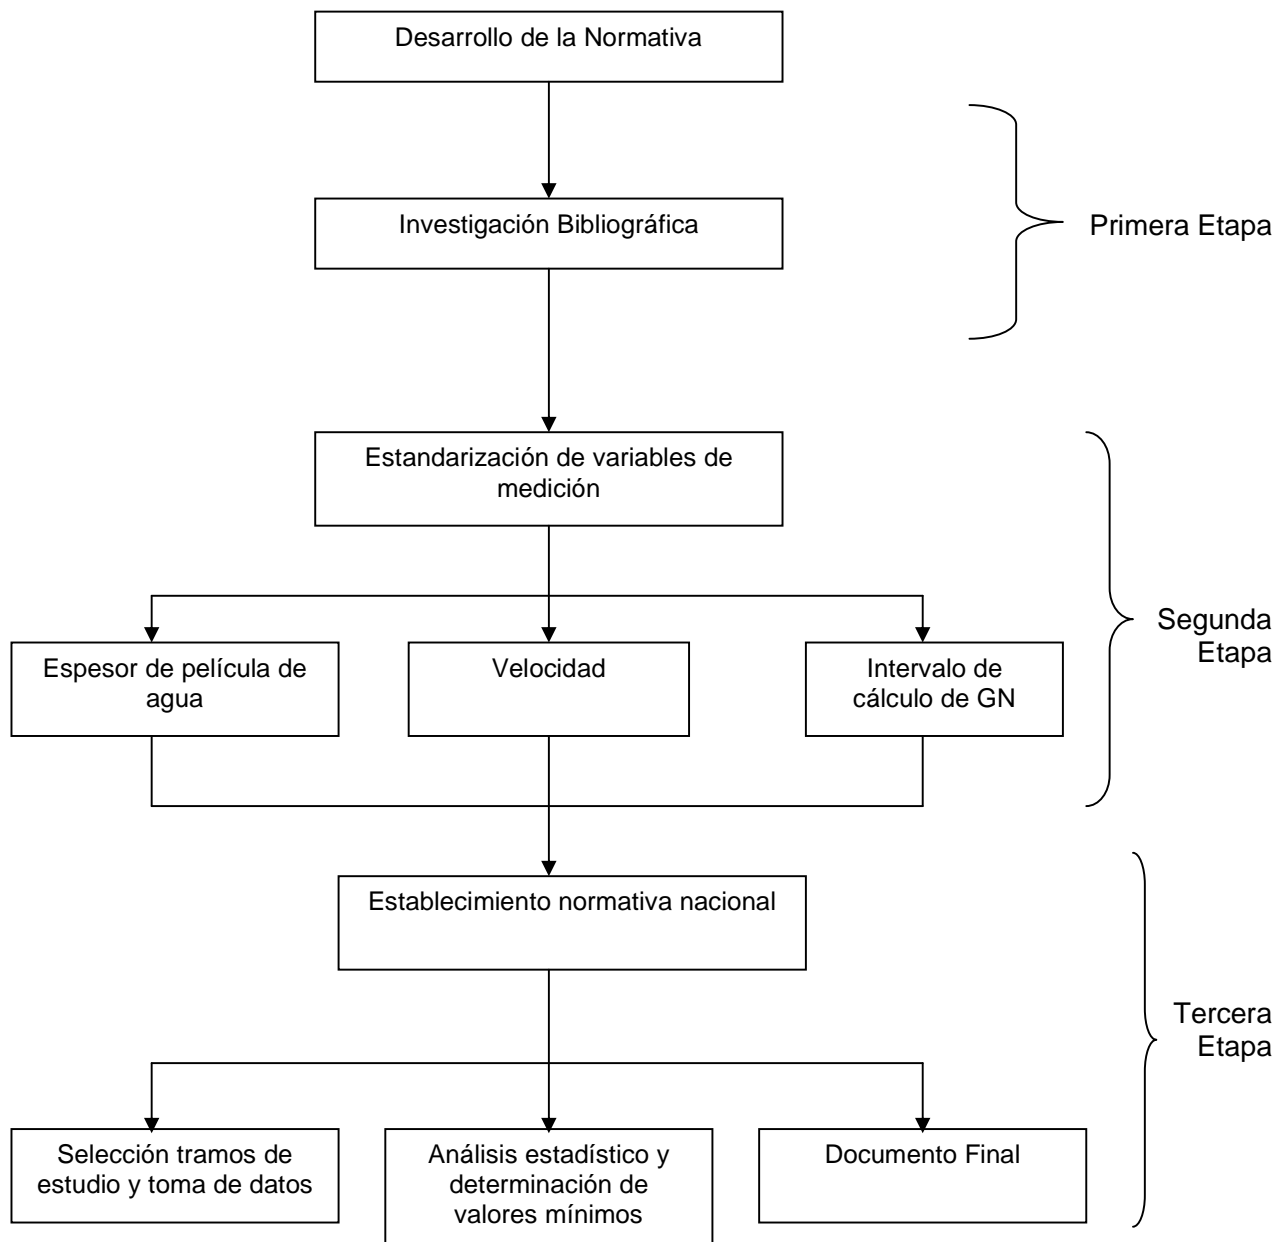 Desarrollo de la Normativa
Investigación Bibliográfica
Primera Etapa
Estandarización de variables de
medición
Espesor de película de
agua
Velocidad
Intervalo de
cálculo de GN
Segunda
Etapa
Establecimiento normativa nacional
Tercera
Etapa
Selección tramos de
estudio y toma de datos
Análisis estadístico y
determinación de
valores mínimos
Documento Final